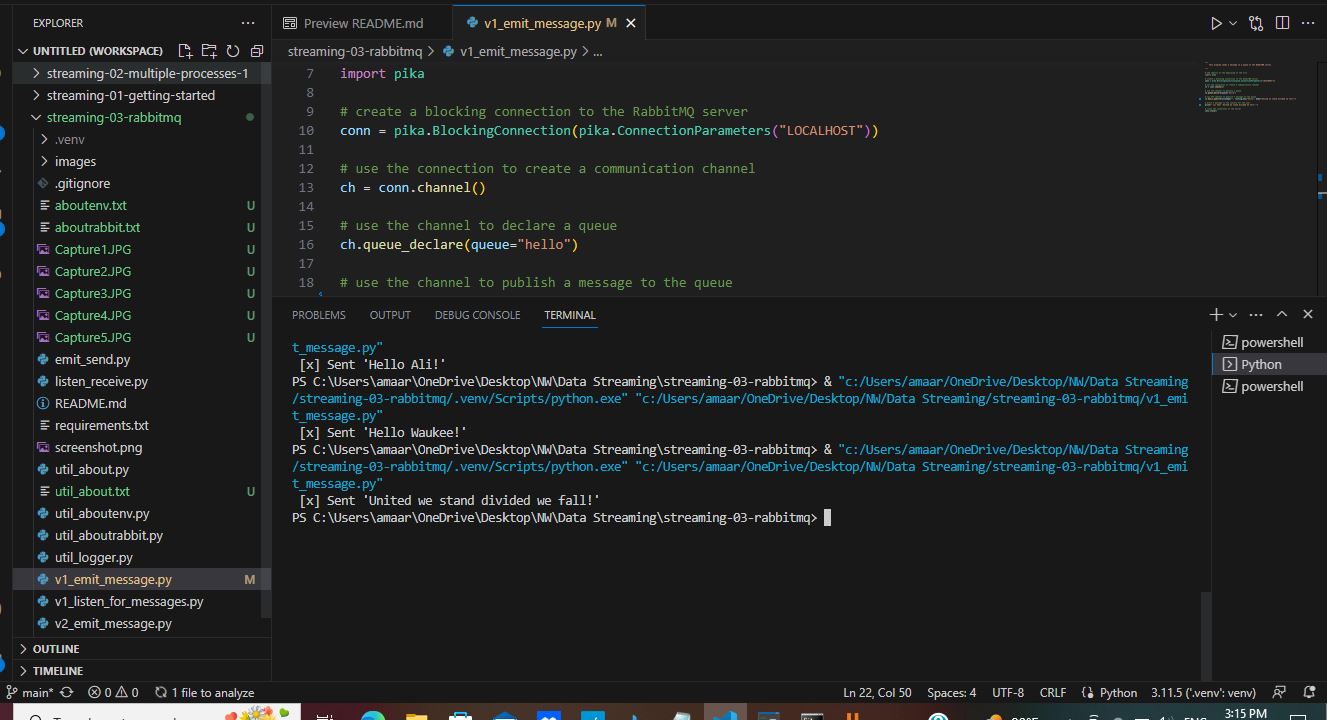 EXPLORER
UNTITLED (WORKSPACE)
streaming-02-multiple-processes-1
streaming-01-getting-started
streaming-03-rabbitmq
.venv
images
.gitignore
aboutenv.txt U
aboutrabbit.txt U
Capture1.JPG U
Capture2.JPG U
Capture3.JPG U
Capture4.JPG U
Capture5.JPG U
emit_send.py
listen_receive.py
README.md
requirements.txt
screenshot.png
util_about.py
util_about.txt U
util_aboutenv.py
util_aboutrabbit.py
util_logger.py
v1_emit_message.py M
v1_listen_for_messages.py
v2_emit_message.py
OUTLINE
TIMELINE
Preview README.md
v1_emit_message.py M
streaming-03-rabbitmq > v1_emit_message.py > ...
7 import pika
8
9 # create a blocking connection to the RabbitMQ server
10 conn = pika.BlockingConnection(pika.ConnectionParameters("LOCALHOST"))
11
12 # use the connection to create a communication channel
13 ch = conn.channel()
14
15 # use the channel to declare a queue
16 ch.queue_declare(queue="hello")
17
18 # use the channel to publish a message to the queue
PROBLEMS OUTPUT DEBUG CONSOLE TERMINAL
t_message.py"
[x] Sent 'Hello Ali!'
PS C:\Users\amaar\OneDrive\Desktop\NW\Data Streaming\streaming-03-rabbitmq> & "c:/Users/amaar/OneDrive/Desktop/NW/Data Streaming
/streaming-03-rabbitmq/.venv/Scripts/python.exe" "c:/Users/amaar/OneDrive/Desktop/NW/Data Streaming/streaming-03-rabbitmq/v1_emi
t_message.py"
[x] Sent 'Hello Waukee!'
PS C:\Users\amaar\OneDrive\Desktop\NW\Data Streaming\streaming-03-rabbitmq> & "c:/Users/amaar/OneDrive/Desktop/NW/Data Streaming
/streaming-03-rabbitmq/.venv/Scripts/python.exe" "c:/Users/amaar/OneDrive/Desktop/NW/Data Streaming/streaming-03-rabbitmq/v1_emi
t_message.py"
[x] Sent 'United we stand divided we fall!'
PS C:\Users\amaar\OneDrive\Desktop\NW\Data Streaming\streaming-03-rabbitmq>
powershell
Python
powershell
main* 0 0 1 file to analyze
Ln 22, Col 50 Spaces: 4 UTF-8 CRLF Python 3.11.5 ('.venv': venv)
3:15 PM